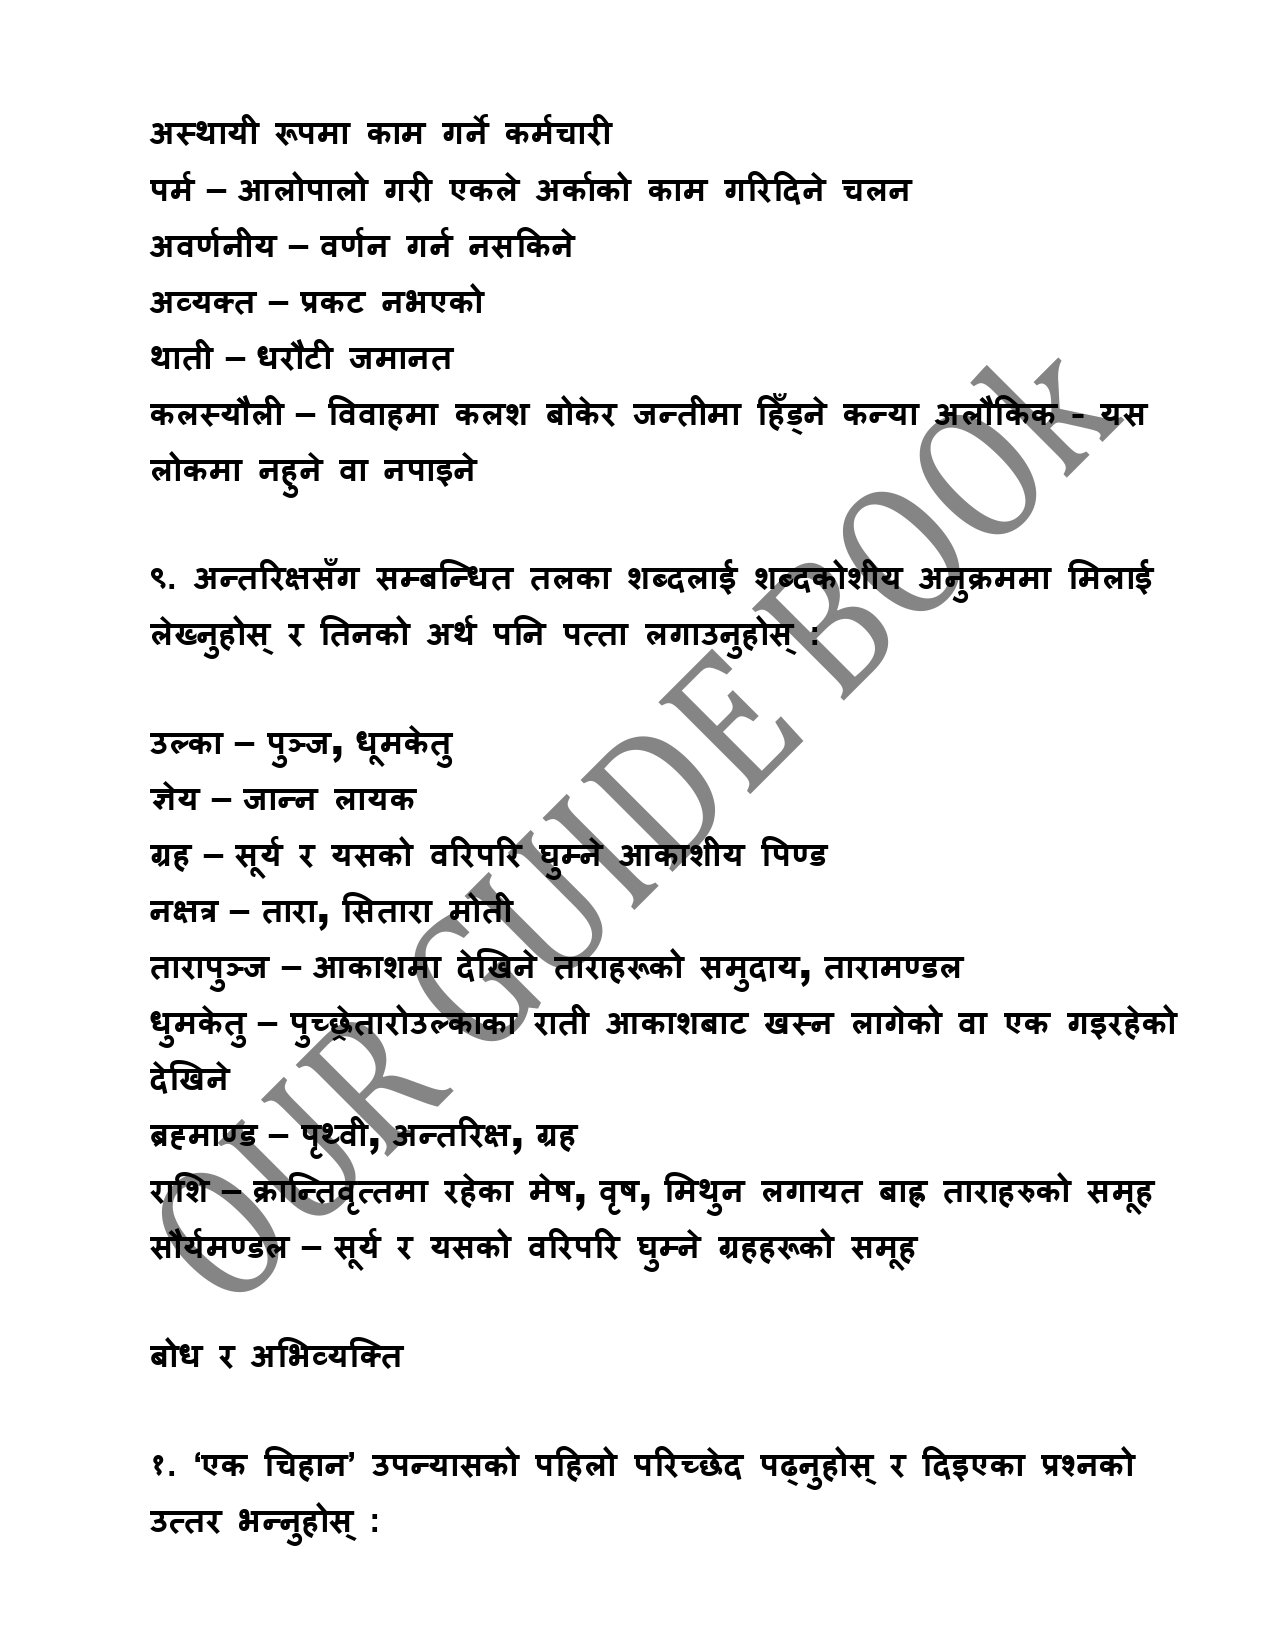 अस्थायी रूपमा काम गर्ने कर्मचारी
पर्म – आलोपालो गरी एकले अर्काको काम गरिदिने चलन
अवर्णनीय – वर्णन गर्न नसकिने
अव्यक्त – प्रकट नभएको
थाती – धरौटी जमानत
कलस्यौली – विवाहमा कलश बोकेर जन्तीमा हिँड्ने कन्या अलौकिक - यस
लोकमा नहुने वा नपाइने
९. अन्तरिक्षसँग सम्बन्धित तलका शब्दलाई शब्दकोशीय अनुक्रममा मिलाई
लेख्नुहोस् र तिनको अर्थ पनि पत्ता लगाउनुहोस् :
उल्का – पुञ्ज, धूमकेतु
ज्ञेय – जान्न लायक
ग्रह – सूर्य र यसको वरिपरि घुम्ने आकाशीय पिण्ड
नक्षत्र – तारा, सितारा मोती
तारापुञ्ज – आकाशमा देखिने ताराहरूको समुदाय, तारामण्डल
धुमकेतु – पुच्छ्रेतारोउल्काका राती आकाशबाट खस्न लागेको वा एक गइरहेको
देखिने
ब्रह्माण्ड – पृथ्वी, अन्तरिक्ष, ग्रह
राशि – क्रान्तिवृत्तमा रहेका मेष, वृष, मिथुन लगायत बाह्र ताराहरुको समूह
सौर्यमण्डल – सूर्य र यसको वरिपरि घुम्ने ग्रहहरूको समूह
बोध र अभिव्यक्ति
१. ‘एक चिहान’ उपन्यासको पहिलो परिच्छेद पढ्नुहोस् र दिइएका प्रश्नको
उत्तर भन्नुहोस् :
OUR GUIDE BOOk